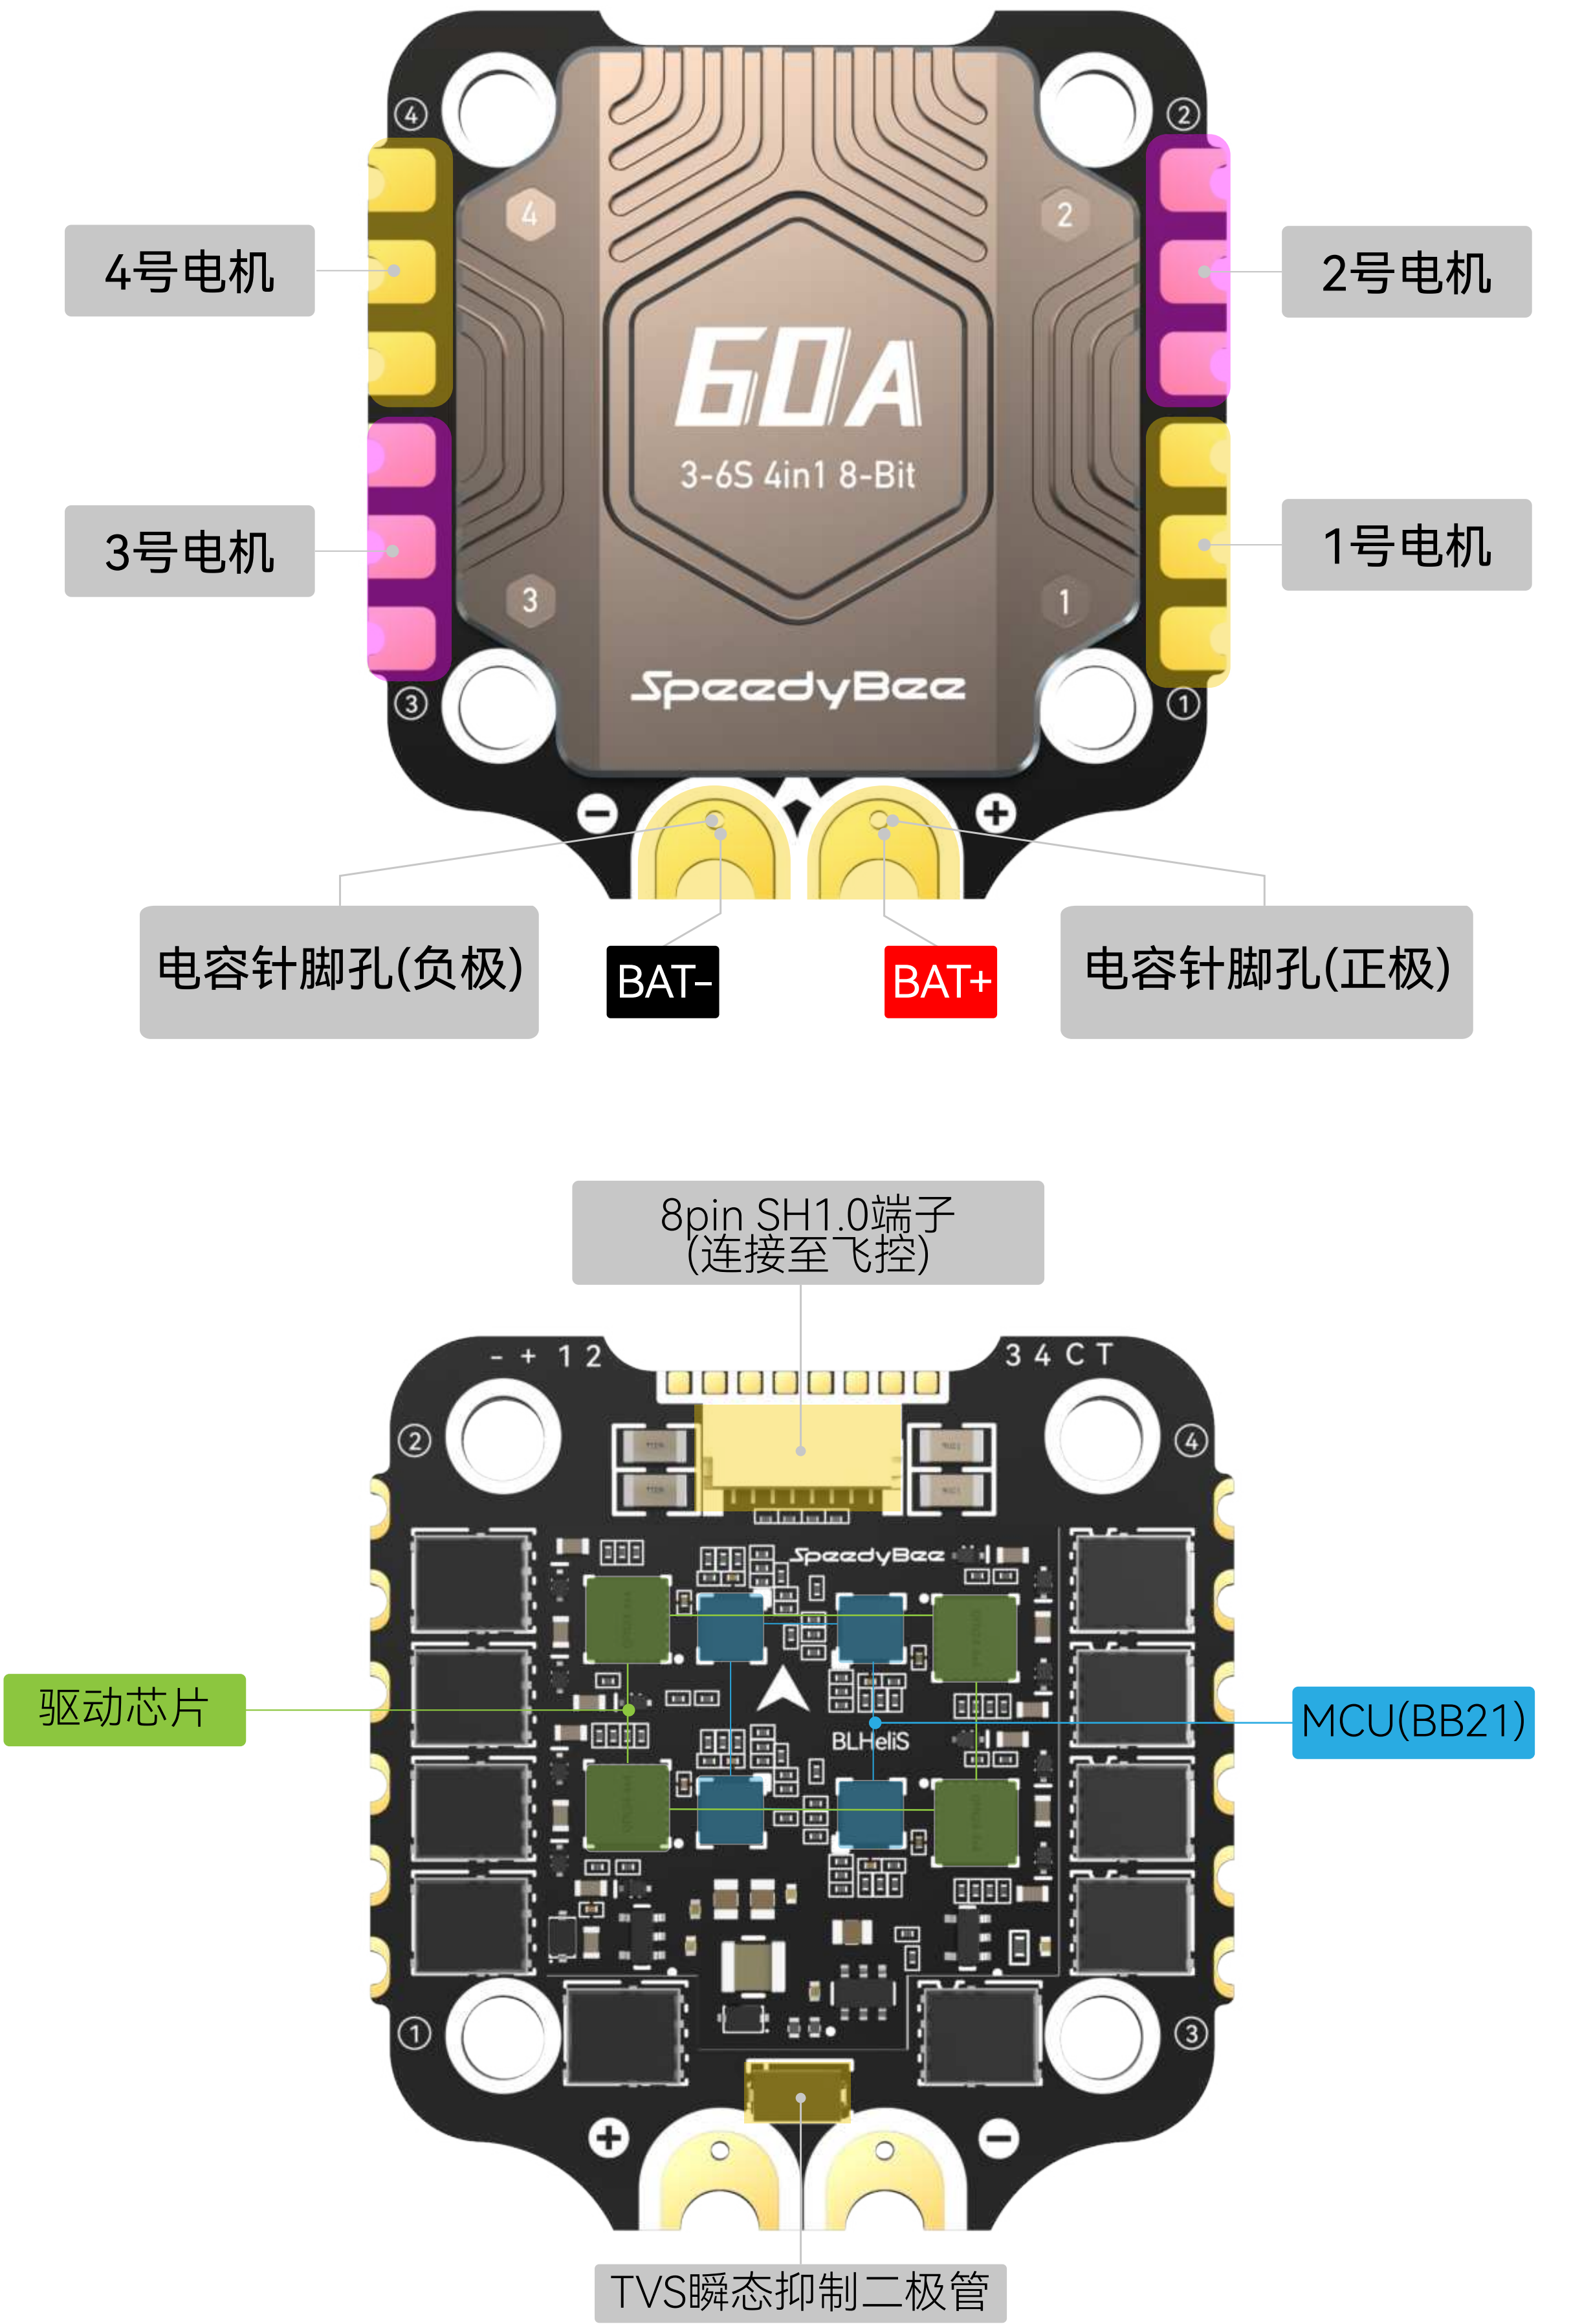 ④
②
4
2
4号电机
2号电机
60A
3-6S 4in1 8-Bit
3号电机
1号电机
3
1
SpeedyBee
③
①
−
+
电容针脚孔(负极)
BAT-
BAT+
电容针脚孔(正极)
8pin SH1.0端子
(连接至飞控)
- + 1 2
3 4 C T
②
④
SpeedyBee
驱动芯片
MCU(BB21)
BLHeliS
①
③
+
−
TVS瞬态抑制二极管